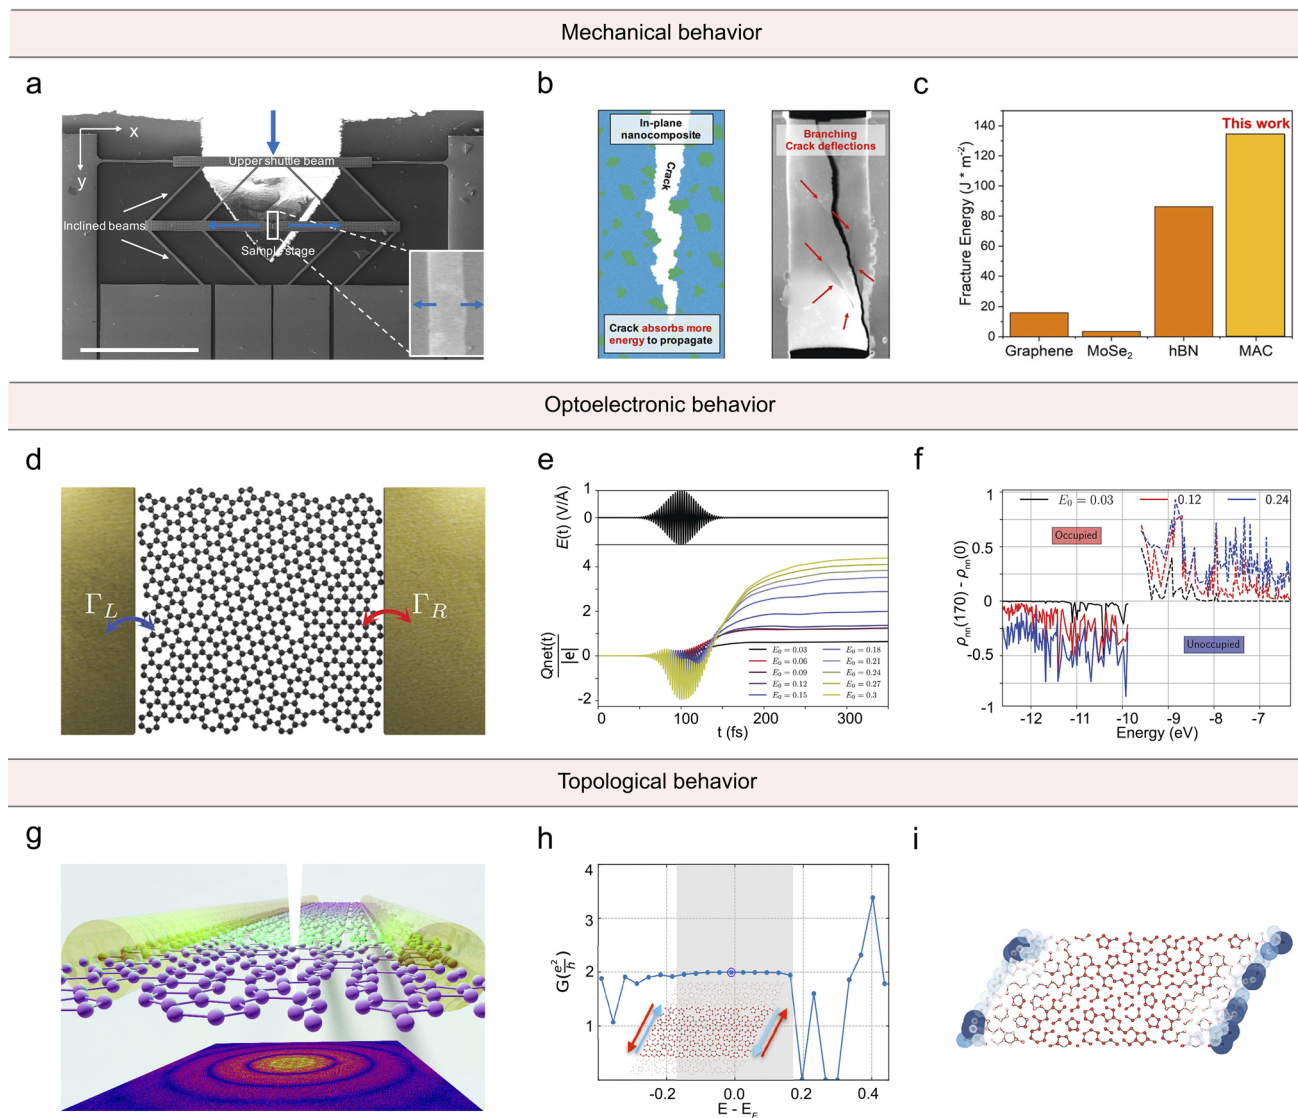 Mechanical behavior
a
x
y
Upper shuttle beam
Inclined beams
Sample stage
b
In-plane
nanocomposite
Crack
Crack absorbs more
energy to propagate
Branching
Crack deflections
c
This work
Fracture Energy (J * m⁻²)
140
120
100
80
60
40
20
0
Graphene
MoSe₂
hBN
MAC
Optoelectronic behavior
d
Γ_L
Γ_R
e
E(t) (V/Å)
1
0
Qnet(t)
|e|
4
2
0
-2
E₀ = 0.03
E₀ = 0.06
E₀ = 0.09
E₀ = 0.12
E₀ = 0.15
E₀ = 0.18
E₀ = 0.21
E₀ = 0.24
E₀ = 0.27
E₀ = 0.3
0
100
200
300
t (fs)
f
ρₙₙ(170) - ρₙₙ(0)
1
0.5
0
-0.5
-1
E₀ = 0.03
0.12
0.24
Occupied
Unoccupied
-12
-11
-10
-9
-8
-7
Energy (eV)
Topological behavior
g
h
G(e²/h)
4
3
2
1
-0.2
0.0
0.2
0.4
E - E_F
i